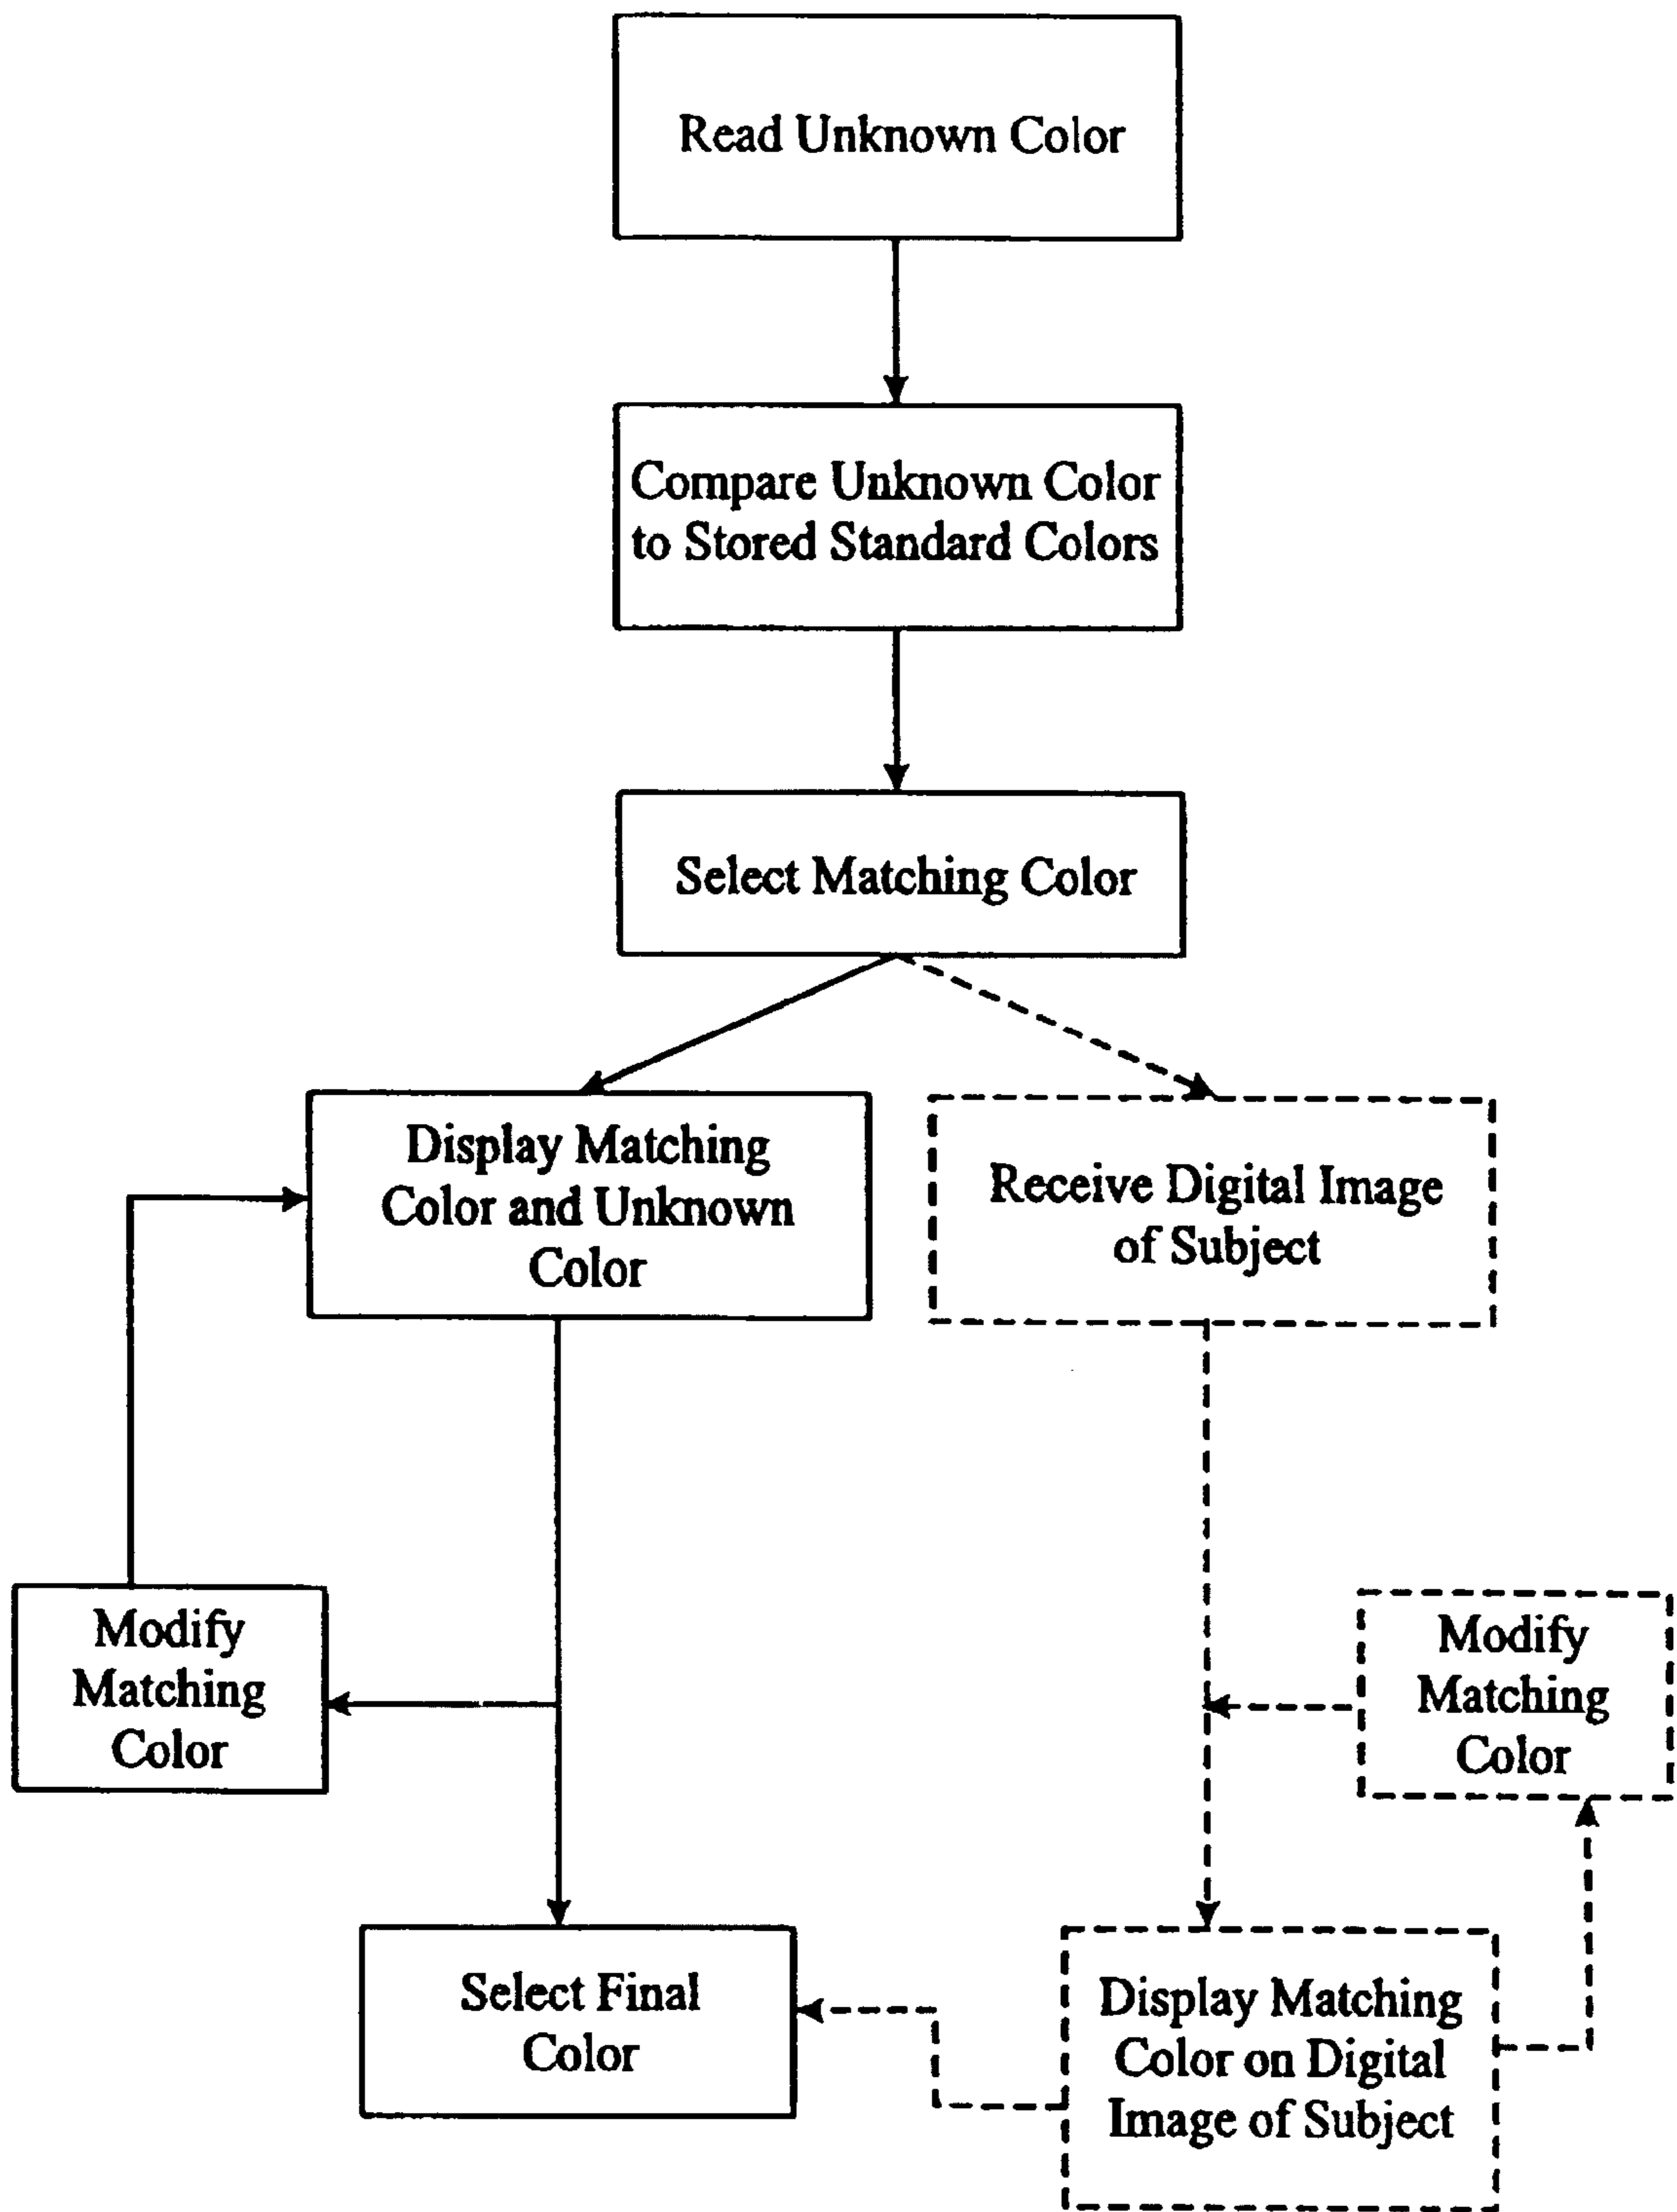 Read Unknown Color
Compare Unknown Color
to Stored Standard Colors
Select Matching Color
Display Matching
Color and Unknown
Color
Receive Digital Image
of Subject
Modify
Matching
Color
Modify
Matching
Color
Select Final
Color
Display Matching
Color on Digital
Image of Subject